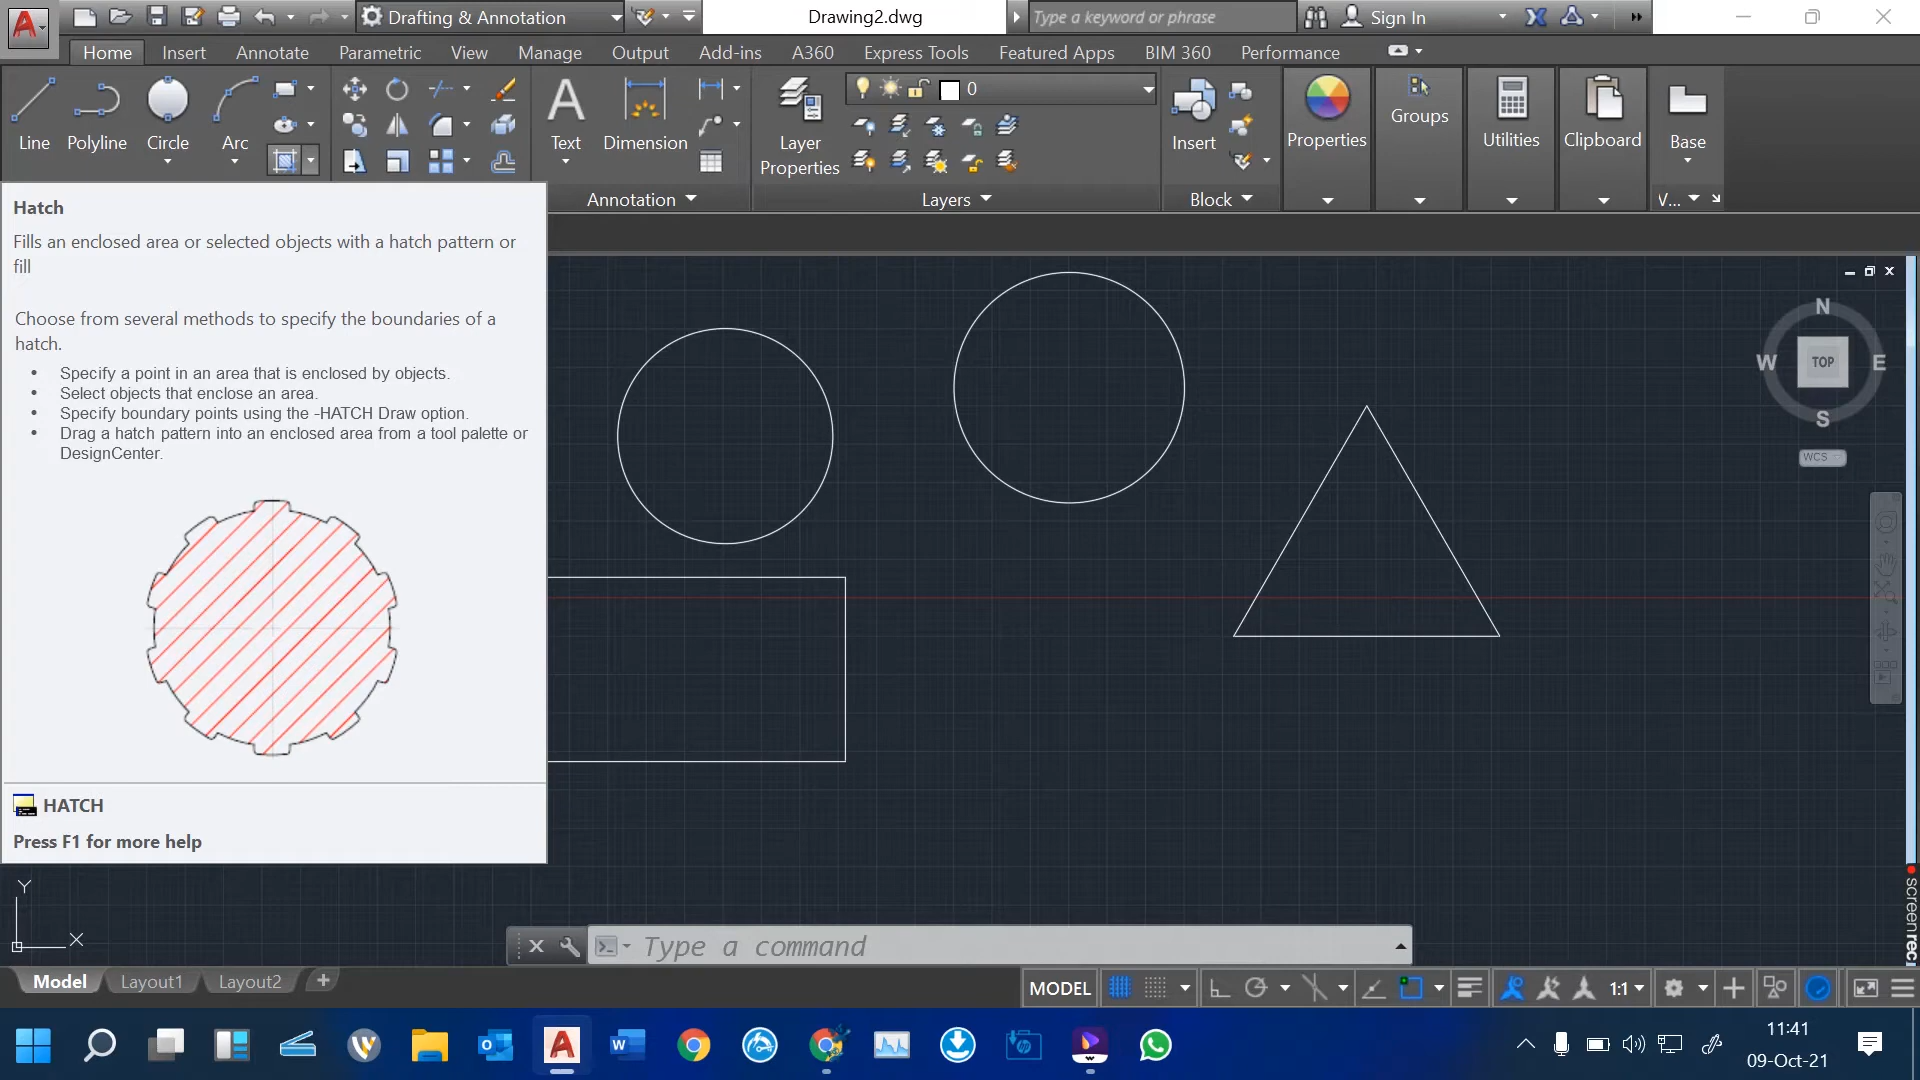 Drafting & Annotation
Drawing2.dwg
Type a keyword or phrase
Sign In
Home
Insert
Annotate
Parametric
View
Manage
Output
Add-ins
A360
Express Tools
Featured Apps
BIM 360
Performance
Line
Polyline
Circle
Arc
Text
Dimension
Layer
Properties
0
Insert
Properties
Groups
Utilities
Clipboard
Base
Annotation
Layers
Block
V...
Hatch
Fills an enclosed area or selected objects with a hatch pattern or
fill
Choose from several methods to specify the boundaries of a
hatch.
• Specify a point in an area that is enclosed by objects.
• Select objects that enclose an area.
• Specify boundary points using the -HATCH Draw option.
• Drag a hatch pattern into an enclosed area from a tool palette or
DesignCenter.
HATCH
Press F1 for more help
N
W
TOP
E
S
WCS
Y
X
Type a command
screenrec
Model
Layout1
Layout2
MODEL
1:1
11:41
09-Oct-21